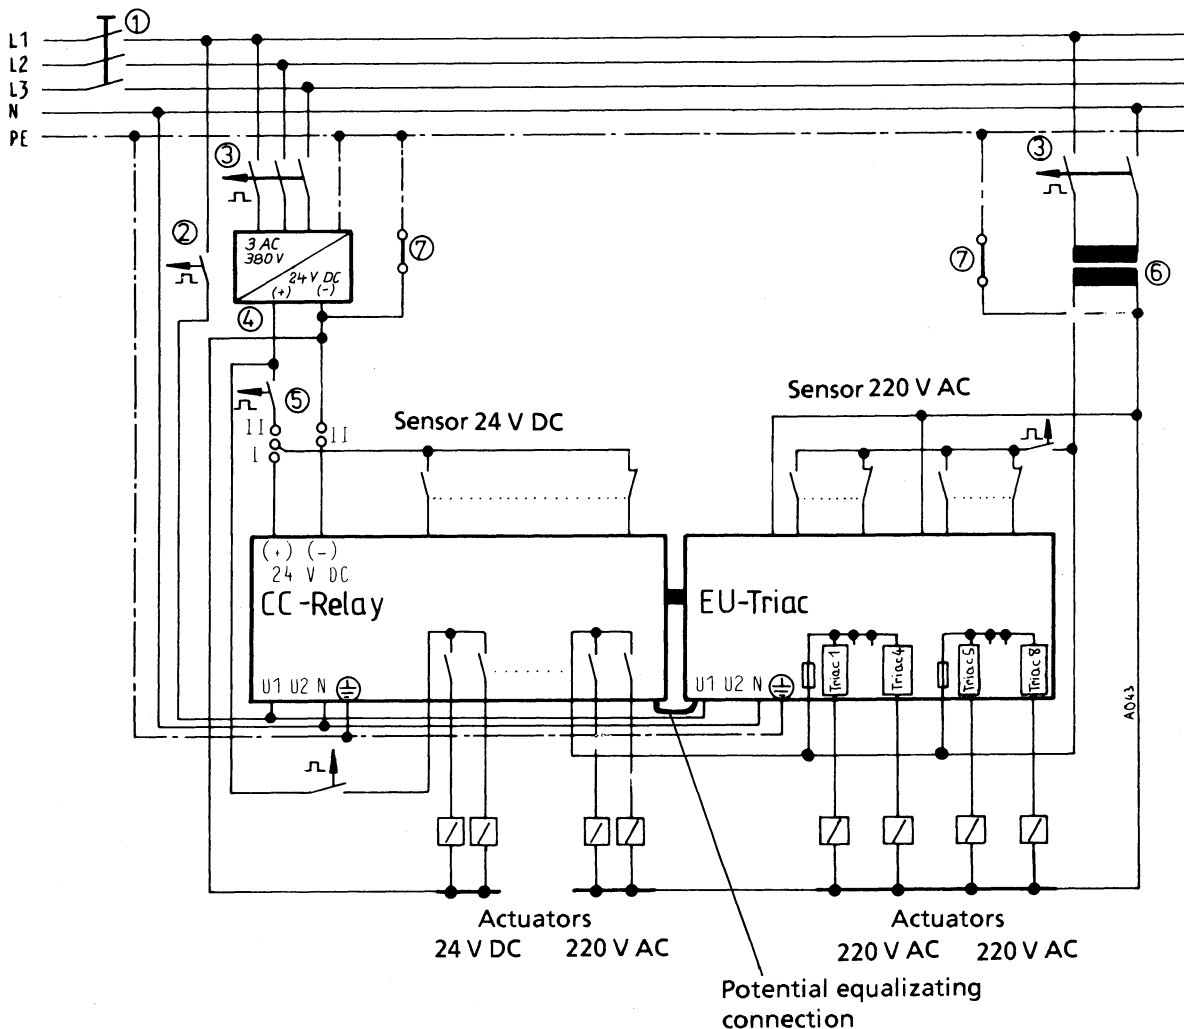 ①
L1
L2
L3
N
PE
③
③
②
3 AC
380V
24V DC
(+) (-)
⑦
⑦
⑥
④
⑤
Sensor 220 V AC
Sensor 24 V DC
II
II
I
(+) (-)
24 V DC
CC-Relay
EU-Triac
Triac 1
Triac 4
Triac 5
Triac 8
U1 U2 N
U1 U2 N
A043
Actuators
24 V DC 220 V AC
Actuators
220 V AC 220 V AC
Potential equalizating
connection